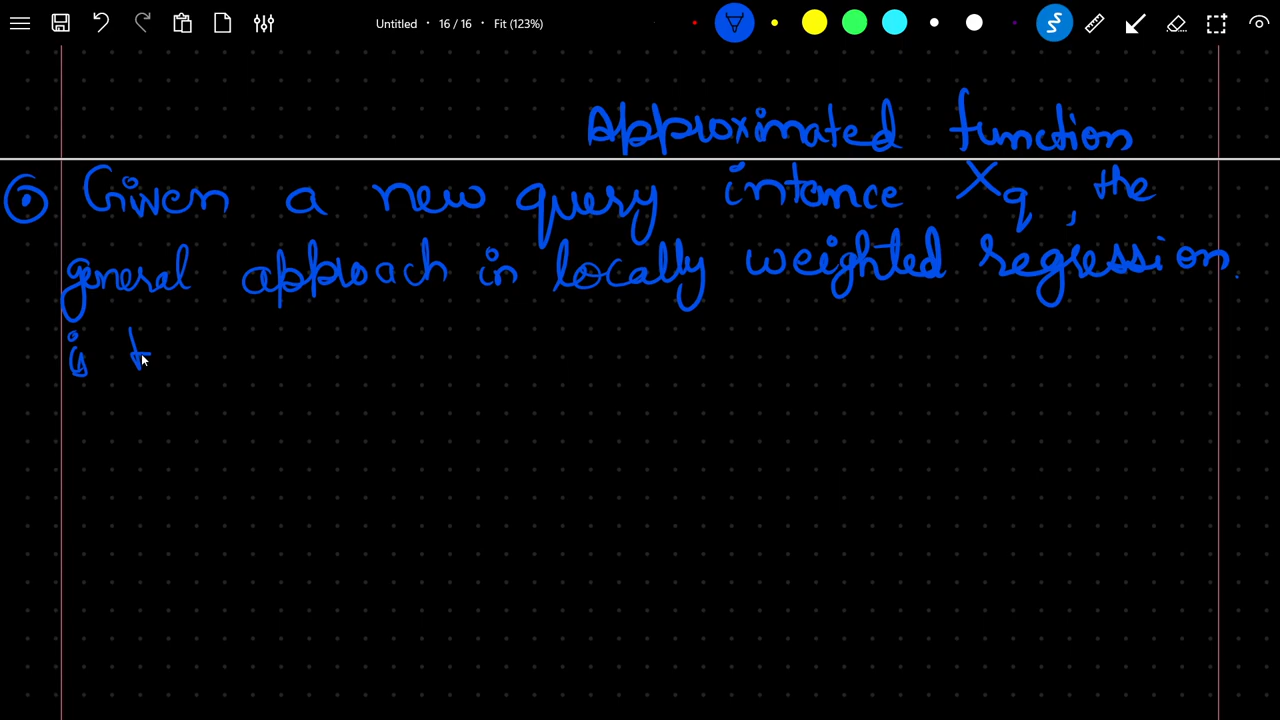 Untitled • 16 / 16 • Fit (123%)
Approximated function
Given a new query intance Xq, the
general approach in locally weighted regression.
is t